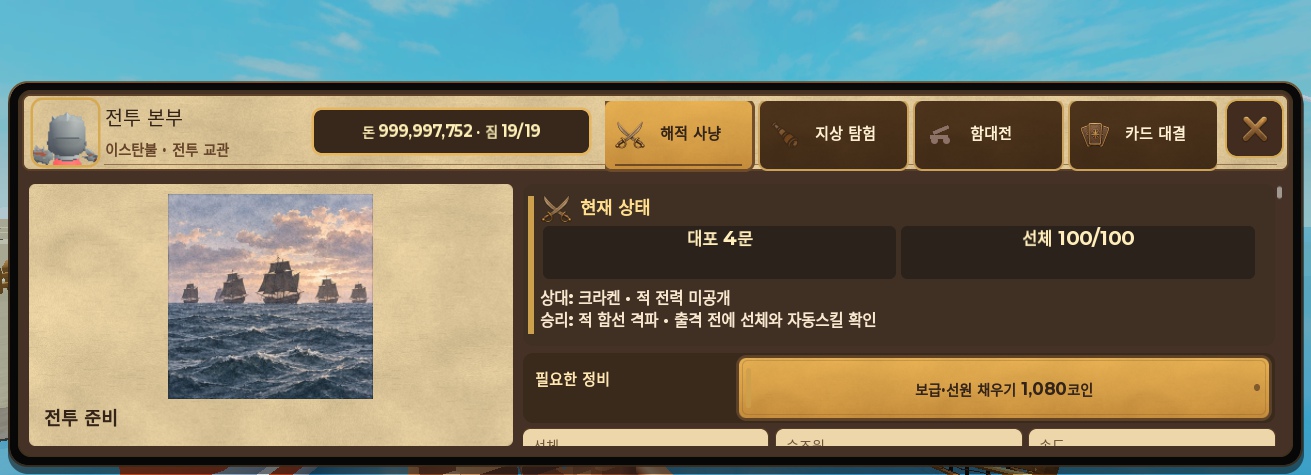 전투 본부
이스탄불 • 전투 교관
돈 999,997,752 · 짐 19/19
해적 사냥
지상 탐험
함대전
카드 대결
전투 준비
현재 상태
대포 4문
선체 100/100
상대: 크라켄 • 적 전력 미공개
승리: 적 함선 격파 • 출격 전에 선체와 자동스킬 확인
필요한 정비
보급·선원 채우기 1,080코인
선체
속도